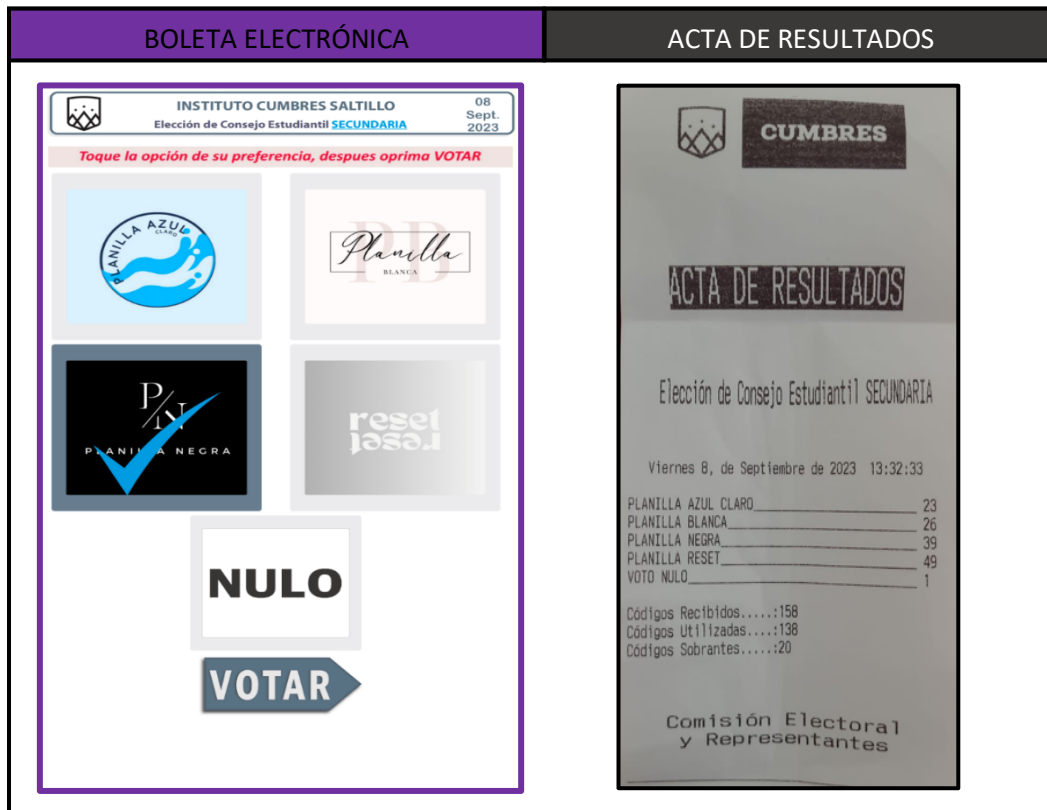 BOLETA ELECTRÓNICA
ACTA DE RESULTADOS
INSTITUTO CUMBRES SALTILLO
Elección de Consejo Estudiantil SECUNDARIA
08
Sept.
2023
Toque la opción de su preferencia, despues oprima VOTAR
PLANILLA AZUL
CLARO
PB
Planilla
BLANCA
P/N
PLANILLA NEGRA
reset
reset
NULO
VOTAR
CUMBRES
ACTA DE RESULTADOS
Elección de Consejo Estudiantil SECUNDARIA
Viernes 8, de Septiembre de 2023 13:32:33
PLANILLA AZUL CLARO 23
PLANILLA BLANCA 26
PLANILLA NEGRA 39
PLANILLA RESET 49
VOTO NULO 1
Códigos Recibidos.....:158
Códigos Utilizadas....:138
Códigos Sobrantes.....:20
Comisión Electoral
y Representantes